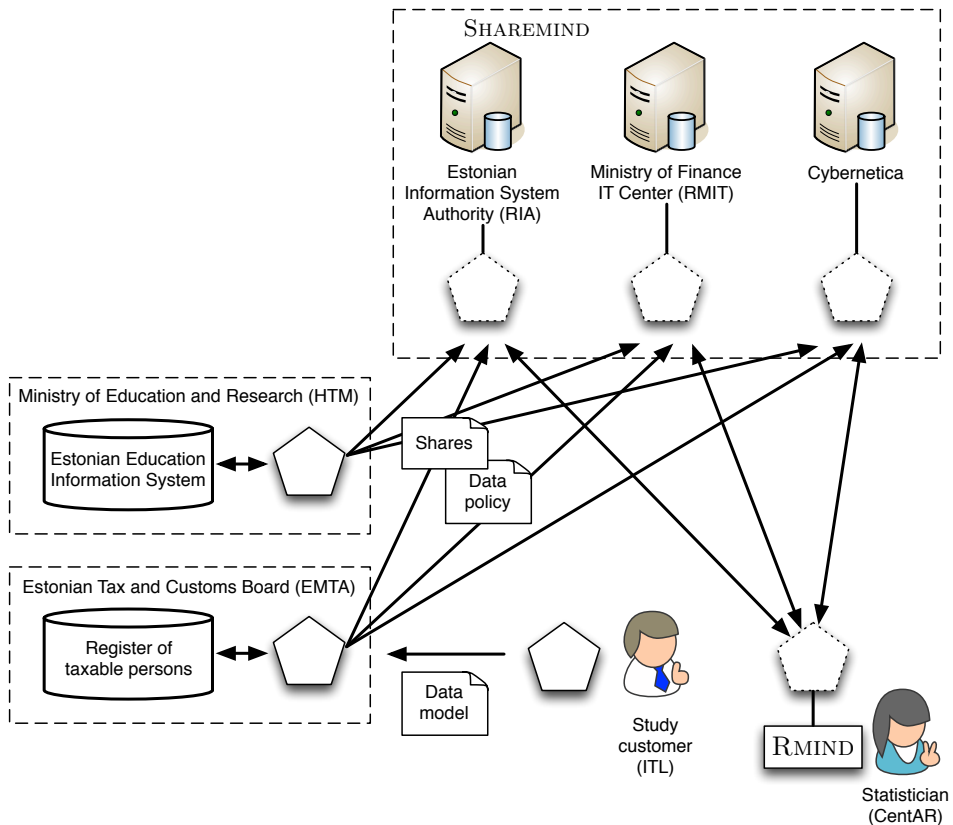 SHAREMIND
Estonian
Information System
Authority (RIA)
Ministry of Finance
IT Center (RMIT)
Cybernetica
Ministry of Education and Research (HTM)
Estonian Education
Information System
Shares
Data
policy
Estonian Tax and Customs Board (EMTA)
Register of
taxable persons
Data
model
Study
customer
(ITL)
RMIND
Statistician
(CentAR)